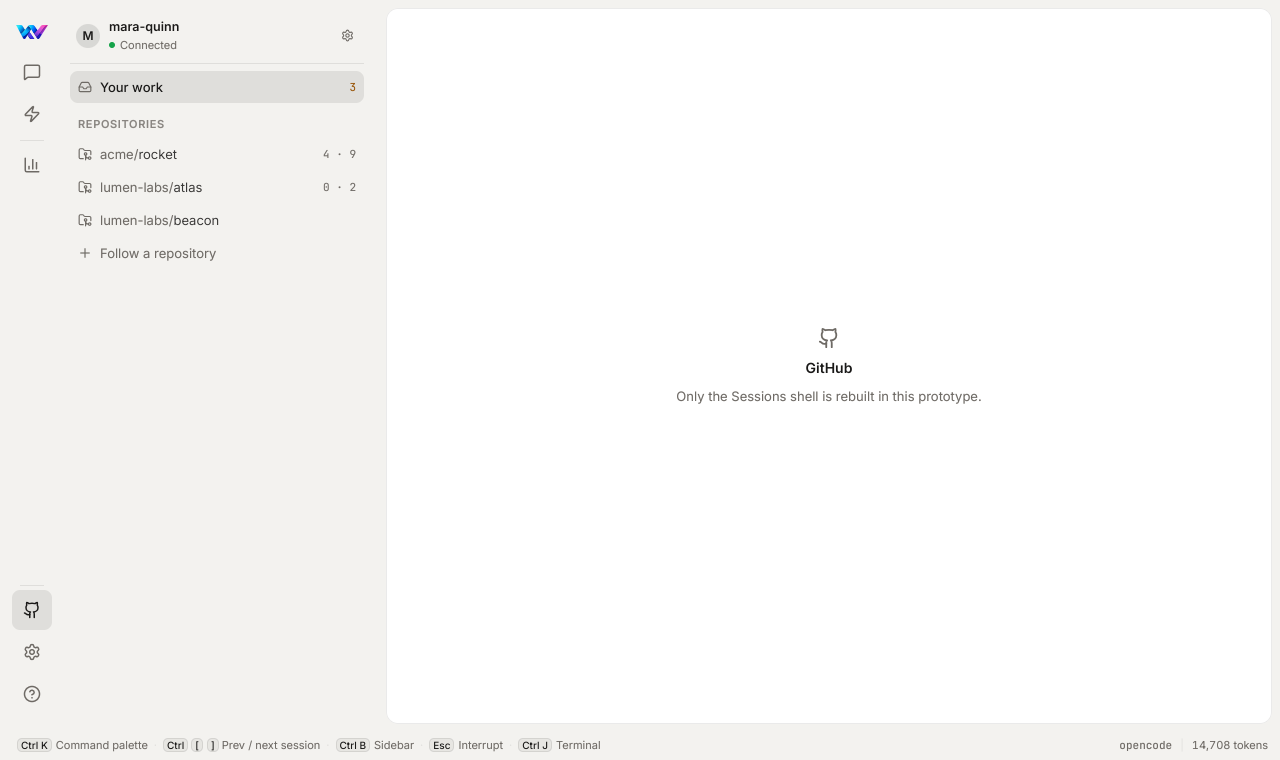 M
mara-quinn
Connected
Your work 3
REPOSITORIES
acme/rocket 4 · 9
lumen-labs/atlas 0 · 2
lumen-labs/beacon
Follow a repository
GitHub
Only the Sessions shell is rebuilt in this prototype.
Ctrl K Command palette Ctrl [ ] Prev / next session Ctrl B Sidebar Esc Interrupt Ctrl J Terminal opencode 14,708 tokens